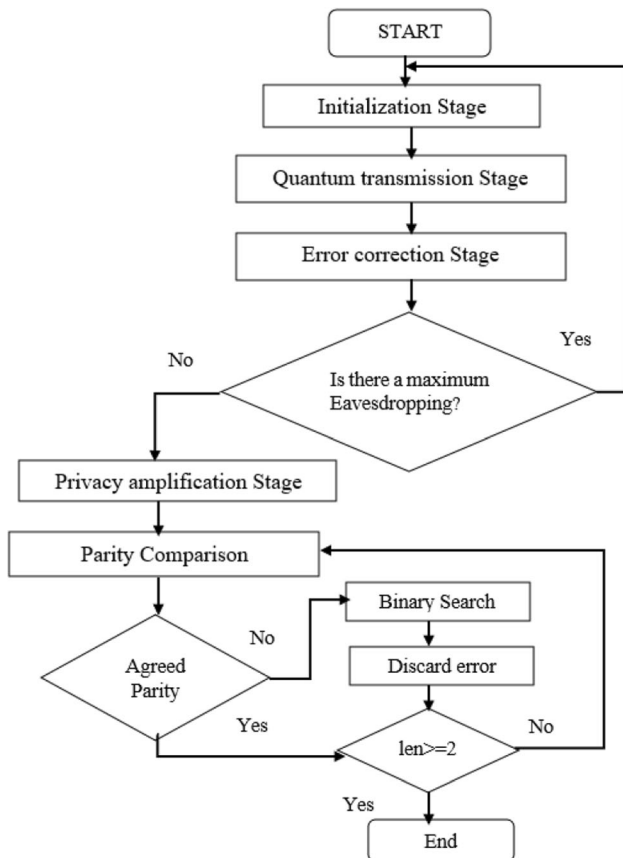 START
Initialization Stage
Quantum transmission Stage
Error correction Stage
Yes
No
Is there a maximum
Eavesdropping?
Privacy amplification Stage
Parity Comparison
Binary Search
No
Agreed
Parity
Discard error
Yes
No
len>=2
Yes
End